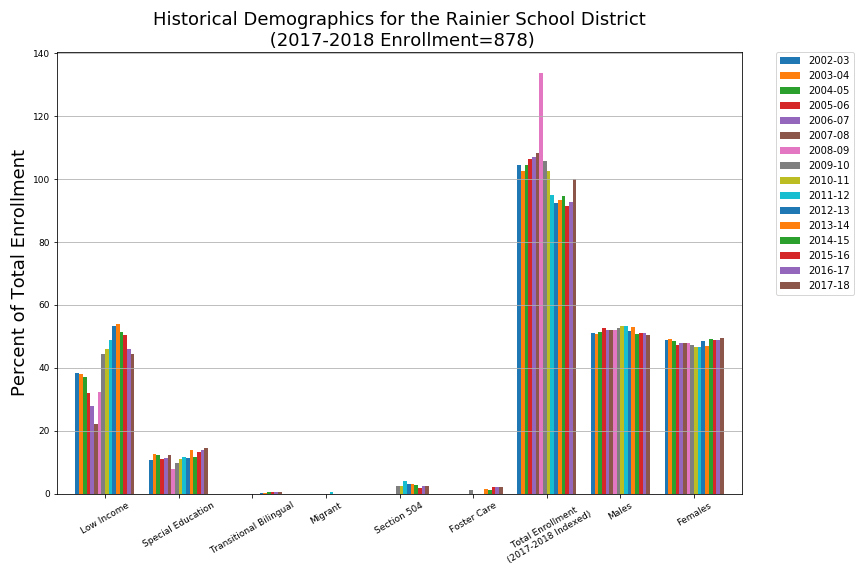 Historical Demographics for the Rainier School District
(2017-2018 Enrollment=878)
Percent of Total Enrollment
140
120
100
80
60
40
20
0
Low Income
Special Education
Transitional Bilingual
Migrant
Section 504
Foster Care
Total Enrollment
(2017-2018 Indexed)
Males
Females
2002-03
2003-04
2004-05
2005-06
2006-07
2007-08
2008-09
2009-10
2010-11
2011-12
2012-13
2013-14
2014-15
2015-16
2016-17
2017-18